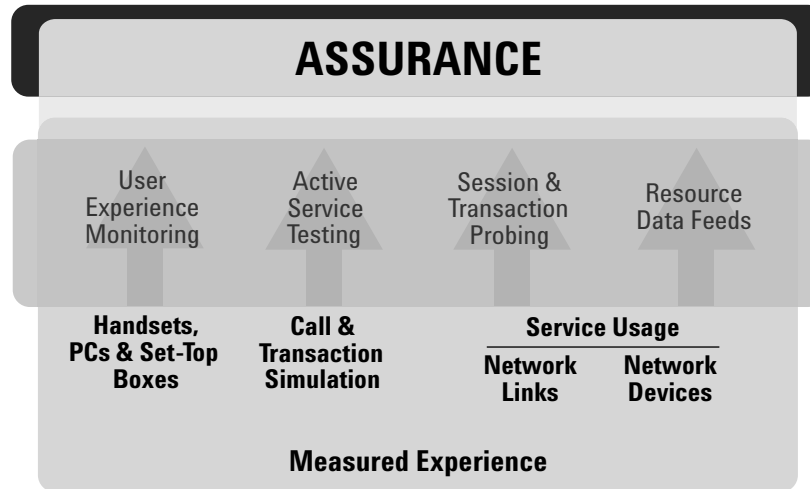 ASSURANCE
User
Experience
Monitoring
Active
Service
Testing
Session &
Transaction
Probing
Resource
Data Feeds
Handsets,
PCs & Set-Top
Boxes
Call &
Transaction
Simulation
Service Usage
Network
Links
Network
Devices
Measured Experience